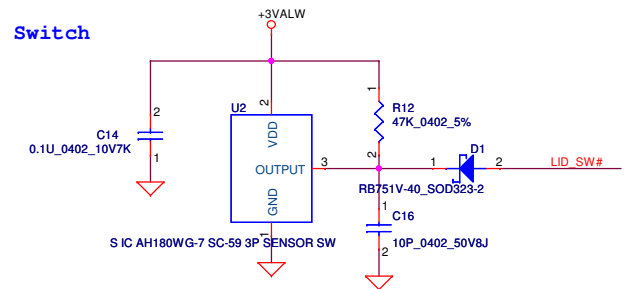 +3VALW
Switch
U2
2
VDD
1
R12
47K_0402_5%
2
C14
0.1U_0402_10V7K
1
2
D1
OUTPUT
3
1
2
LID_SW#
RB751V-40_SOD323-2
GND
1
C16
10P_0402_50V8J
2
1
S IC AH180WG-7 SC-59 3P SENSOR SW